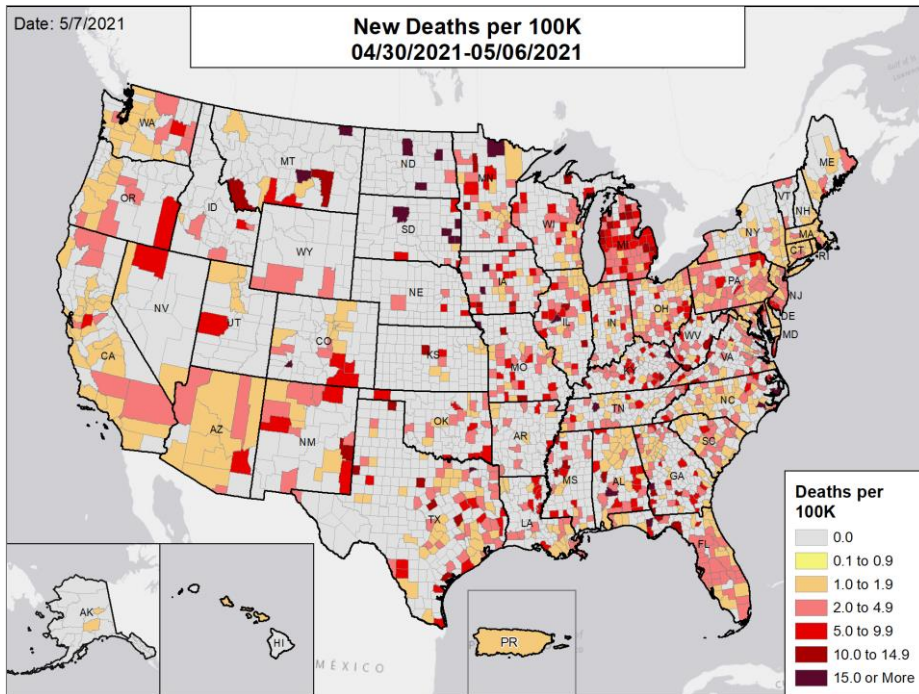 Date: 5/7/2021
New Deaths per 100K
04/30/2021-05/06/2021
WA
MT
ND
MN
ME
OR
ID
SD
WI
MI
VT
NH
NY
MA
CT
RI
WY
IA
PA
NJ
NE
NV
UT
CO
IL
IN
OH
DE
MD
WV
VA
CA
KS
MO
KY
AZ
NM
OK
AR
TN
NC
SC
MS
AL
GA
TX
LA
FL
AK
HI
PR
MÉXICO
Deaths per
100K
0.0
0.1 to 0.9
1.0 to 1.9
2.0 to 4.9
5.0 to 9.9
10.0 to 14.9
15.0 or More